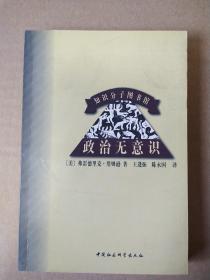 知识分子图书馆
政治无意识
[美] 弗雷德里克·詹姆逊 著 王逢振 陈永国 译
中国社会科学出版社